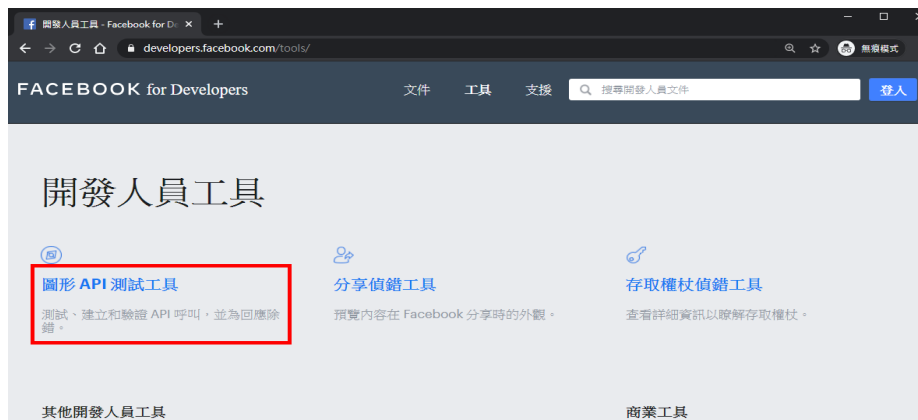 開發人員工具 - Facebook for De
developers.facebook.com/tools/
無痕模式
FACEBOOK for Developers 文件 工具 支援 搜尋開發人員文件 登入
開發人員工具
圖形 API 測試工具 分享偵錯工具 存取權杖偵錯工具
測試、建立和驗證 API 呼叫，並為回應除 預覽內容在 Facebook 分享時的外觀。 查看詳細資訊以瞭解存取權杖。
錯。
其他開發人員工具 商業工具